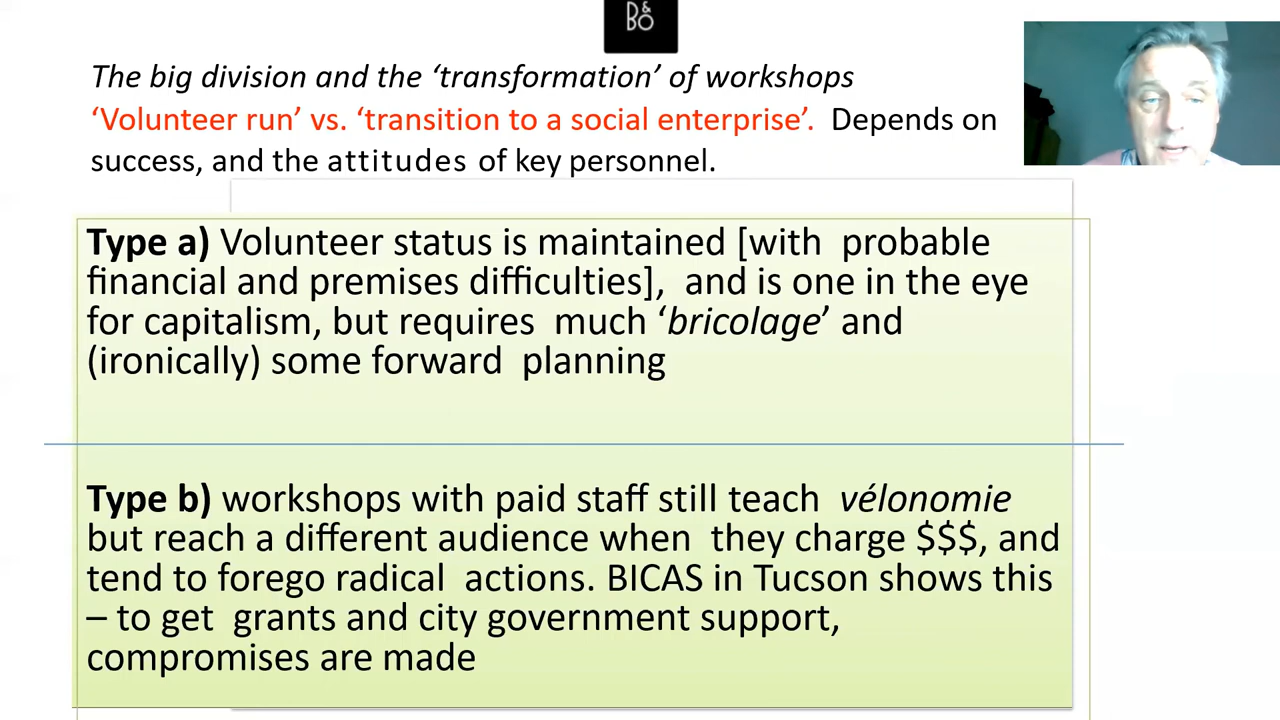 D&
BO
The big division and the ‘transformation’ of workshops
‘Volunteer run’ vs. ‘transition to a social enterprise’. Depends on
success, and the attitudes of key personnel.
Type a) Volunteer status is maintained [with probable
financial and premises difficulties], and is one in the eye
for capitalism, but requires much ‘bricolage’ and
(ironically) some forward planning
Type b) workshops with paid staff still teach vélonomie
but reach a different audience when they charge $$$, and
tend to forego radical actions. BICAS in Tucson shows this
– to get grants and city government support,
compromises are made